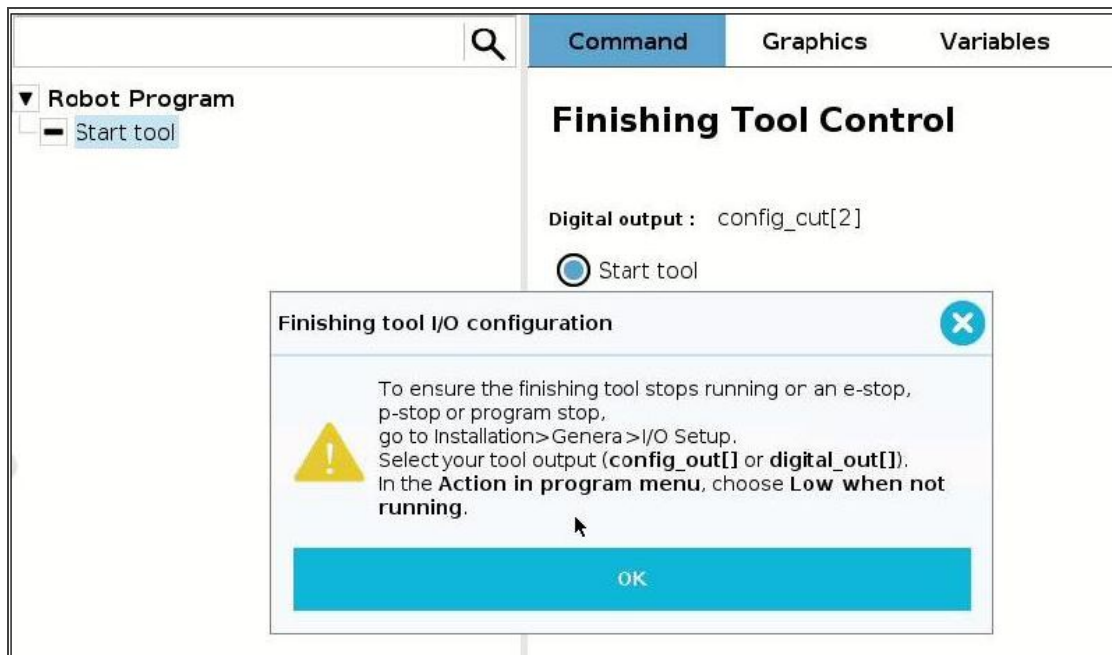 Command Graphics Variables
Robot Program
Start tool
Finishing Tool Control
Digital output : config_cut[2]
Start tool
Finishing tool I/O configuration
To ensure the finishing tool stops running on an e-stop,
p-stop or program stop,
go to Installation>Genera>I/O Setup.
Select your tool output (config_out[] or digital_out[]).
In the Action in program menu, choose Low when not
running.
OK